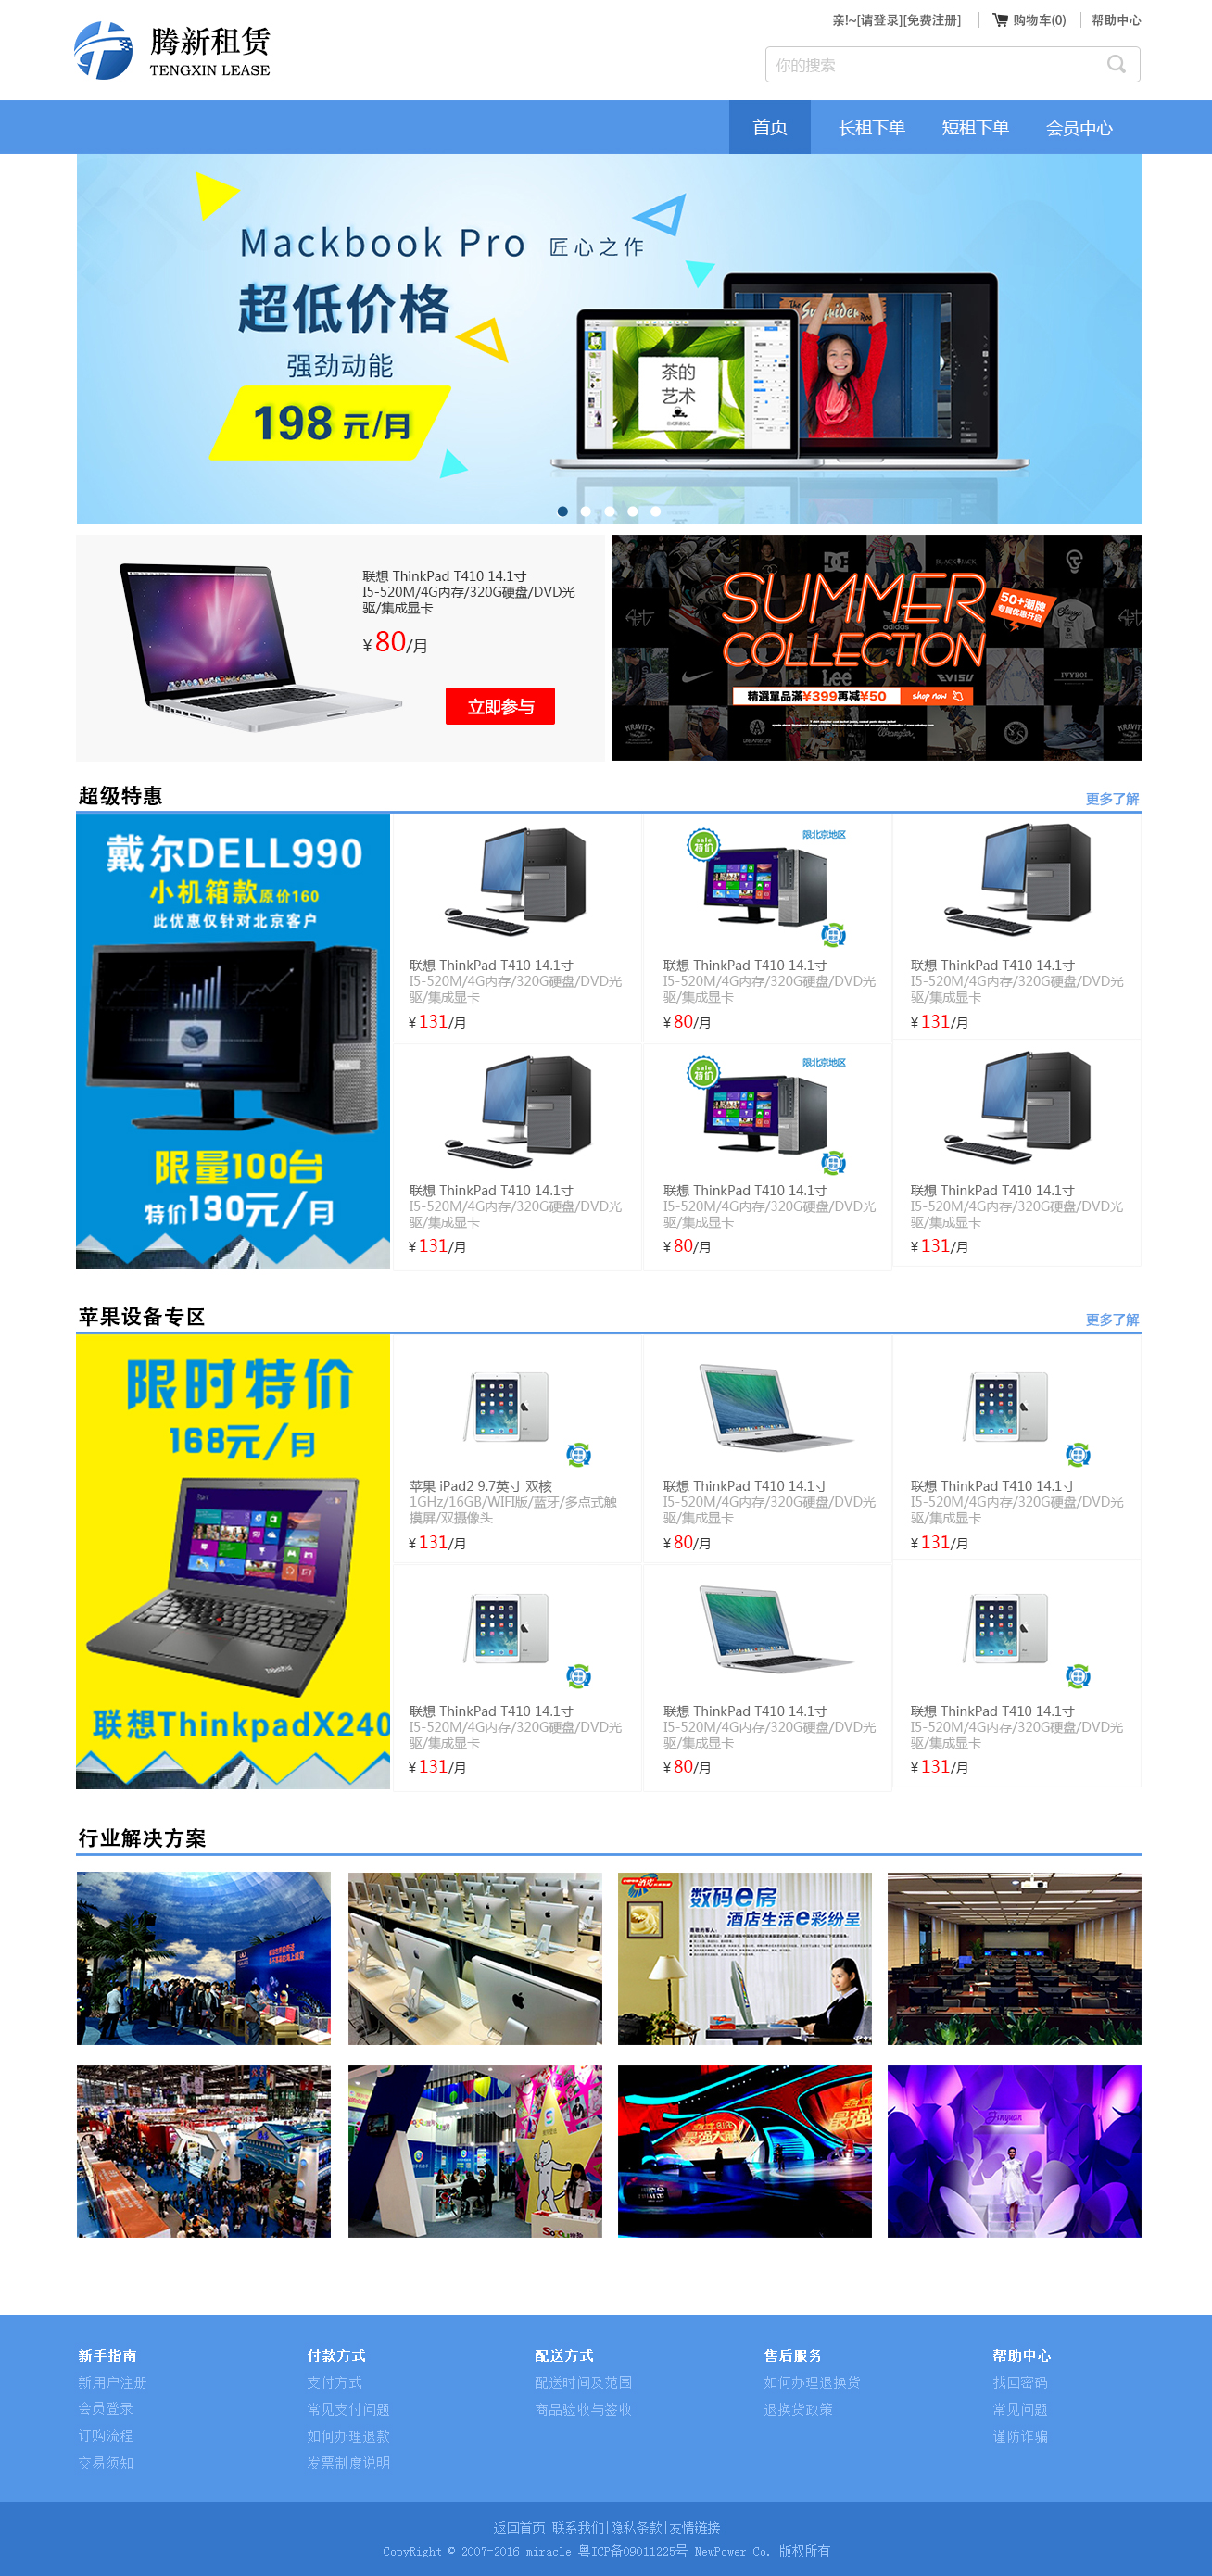 亲!~[请登录][免费注册]
购物车(0)
帮助中心
腾新租赁
TENGXIN LEASE
你的搜索
首页
长租下单
短租下单
会员中心
Mackbook Pro 匠心之作
超低价格
强劲动能
198 元/月
茶的
艺术
联想 ThinkPad T410 14.1寸
I5-520M/4G内存/320G硬盘/DVD光
驱/集成显卡
¥ 80/月
立即参与
SUMMER
COLLECTION
50+潮牌
专属优惠开启
精選單品滿¥399再减¥50
shop now
超级特惠
更多了解
戴尔DELL990
小机箱款原价160
此优惠仅针对北京客户
限量100台
特价130元/月
联想 ThinkPad T410 14.1寸
I5-520M/4G内存/320G硬盘/DVD光
驱/集成显卡
¥ 131/月
sale
特价
限北京地区
联想 ThinkPad T410 14.1寸
I5-520M/4G内存/320G硬盘/DVD光
驱/集成显卡
¥ 80/月
联想 ThinkPad T410 14.1寸
I5-520M/4G内存/320G硬盘/DVD光
驱/集成显卡
¥ 131/月
联想 ThinkPad T410 14.1寸
I5-520M/4G内存/320G硬盘/DVD光
驱/集成显卡
¥ 131/月
sale
特价
限北京地区
联想 ThinkPad T410 14.1寸
I5-520M/4G内存/320G硬盘/DVD光
驱/集成显卡
¥ 80/月
联想 ThinkPad T410 14.1寸
I5-520M/4G内存/320G硬盘/DVD光
驱/集成显卡
¥ 131/月
苹果设备专区
更多了解
限时特价
168元/月
联想ThinkpadX240
苹果 iPad2 9.7英寸 双核
1GHz/16GB/WIFI版/蓝牙/多点式触
摸屏/双摄像头
¥ 131/月
联想 ThinkPad T410 14.1寸
I5-520M/4G内存/320G硬盘/DVD光
驱/集成显卡
¥ 80/月
联想 ThinkPad T410 14.1寸
I5-520M/4G内存/320G硬盘/DVD光
驱/集成显卡
¥ 131/月
联想 ThinkPad T410 14.1寸
I5-520M/4G内存/320G硬盘/DVD光
驱/集成显卡
¥ 131/月
联想 ThinkPad T410 14.1寸
I5-520M/4G内存/320G硬盘/DVD光
驱/集成显卡
¥ 80/月
联想 ThinkPad T410 14.1寸
I5-520M/4G内存/320G硬盘/DVD光
驱/集成显卡
¥ 131/月
行业解决方案
数码e房
酒店生活e彩纷呈
新手指南
新用户注册
会员登录
订购流程
交易须知
付款方式
支付方式
常见支付问题
如何办理退款
发票制度说明
配送方式
配送时间及范围
商品验收与签收
售后服务
如何办理退换货
退换货政策
帮助中心
找回密码
常见问题
谨防诈骗
返回首页|联系我们|隐私条款|友情链接
CopyRight © 2007-2016 miracle 粤ICP备09011225号 NewPower Co. 版权所有